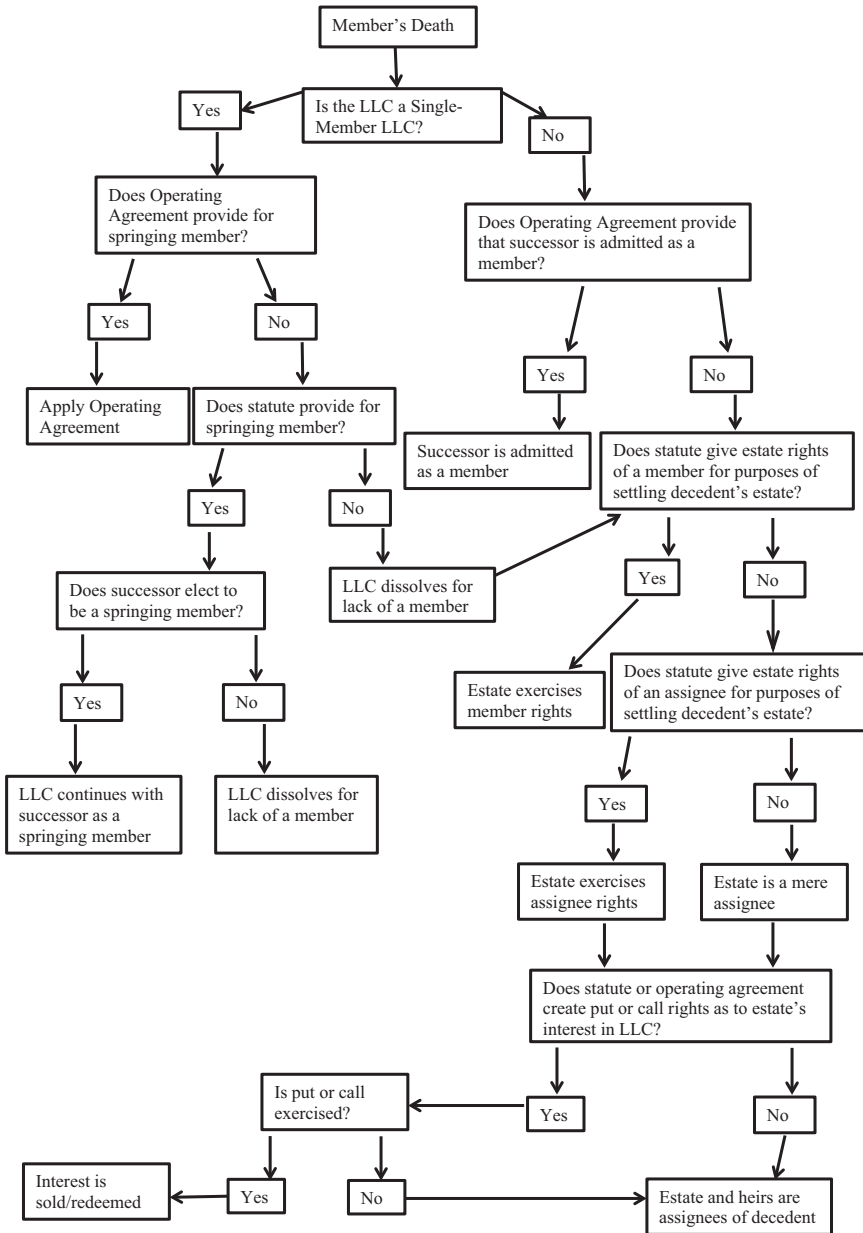 Member's Death
Is the LLC a Single-
Member LLC?
Yes
No
Does Operating
Agreement provide for
springing member?
Does Operating Agreement provide
that successor is admitted as a
member?
Yes
No
Yes
No
Apply Operating
Agreement
Does statute provide for
springing member?
Successor is admitted
as a member
Does statute give estate rights
of a member for purposes of
settling decedent's estate?
Yes
No
LLC dissolves for
lack of a member
Yes
No
Does successor elect to
be a springing member?
Estate exercises
member rights
Does statute give estate rights
of an assignee for purposes of
settling decedent's estate?
Yes
No
LLC continues with
successor as a
springing member
LLC dissolves for
lack of a member
Yes
No
Estate exercises
assignee rights
Estate is a mere
assignee
Does statute or operating agreement
create put or call rights as to estate's
interest in LLC?
Is put or call
exercised?
Yes
No
Interest is
sold/redeemed
Yes
No
Estate and heirs are
assignees of decedent